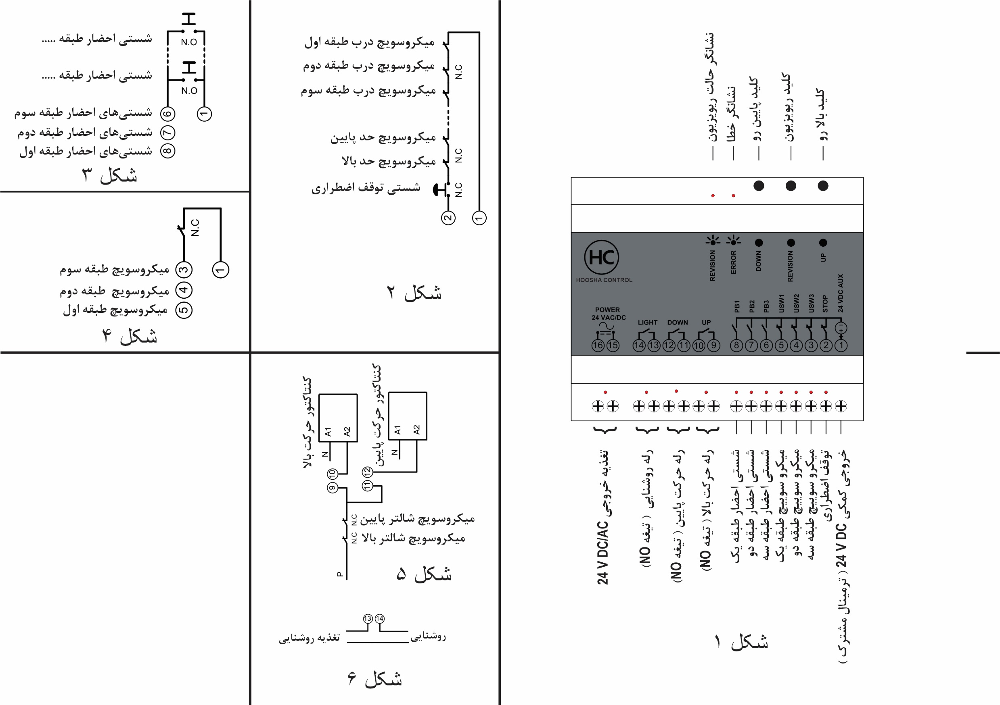 شستی احضار طبقه .....
N.O
شستی احضار طبقه .....
N.O
شستی‌های احضار طبقه سوم
6
1
شستی‌های احضار طبقه دوم
7
شستی‌های احضار طبقه اول
8
شکل ۳
N.C
میکروسویچ طبقه سوم
3
1
میکروسویچ طبقه دوم
4
میکروسویچ طبقه اول
5
شکل ۴
میکروسویچ درب طبقه اول
میکروسویچ درب طبقه دوم
N.C
میکروسویچ درب طبقه سوم
میکروسویچ حد پایین
N.C
میکروسویچ حد بالا
شستی توقف اضطراری
N.C
2
1
شکل ۲
کنتاکتور حرکت بالا
A1
A2
N
10
9
کنتاکتور حرکت پایین
A1
A2
N
12
11
میکروسویچ شالتر پایین
N.C
میکروسویچ شالتر بالا
N.C
P
شکل ۵
13
14
تغذیه روشنایی
روشنایی
شکل ۶
نشانگر حالت ریویزیون
نشانگر خطا
کلید پایین رو
کلید ریویزیون
کلید بالا رو
HC
HOOSHA CONTROL
REVISION
ERROR
DOWN
REVISION
UP
POWER
24 VAC/DC
LIGHT
DOWN
UP
PB1
PB2
PB3
USW1
USW2
USW3
STOP
24 VDC AUX
16 15 14 13 12 11 10 9 8 7 6 5 4 3 2 1
تغذیه خروجی 24 V DC/AC
رله روشنایی ( تیغه NO)
رله حرکت پایین ( تیغه NO)
رله حرکت بالا ( تیغه NO)
شستی احضار طبقه یک
شستی احضار طبقه دو
شستی احضار طبقه سه
میکرو سوییچ طبقه یک
میکرو سوییچ طبقه دو
میکرو سوییچ طبقه سه
توقف اضطراری
خروجی کمکی 24 V DC ( ترمینال مشترک )
شکل ۱